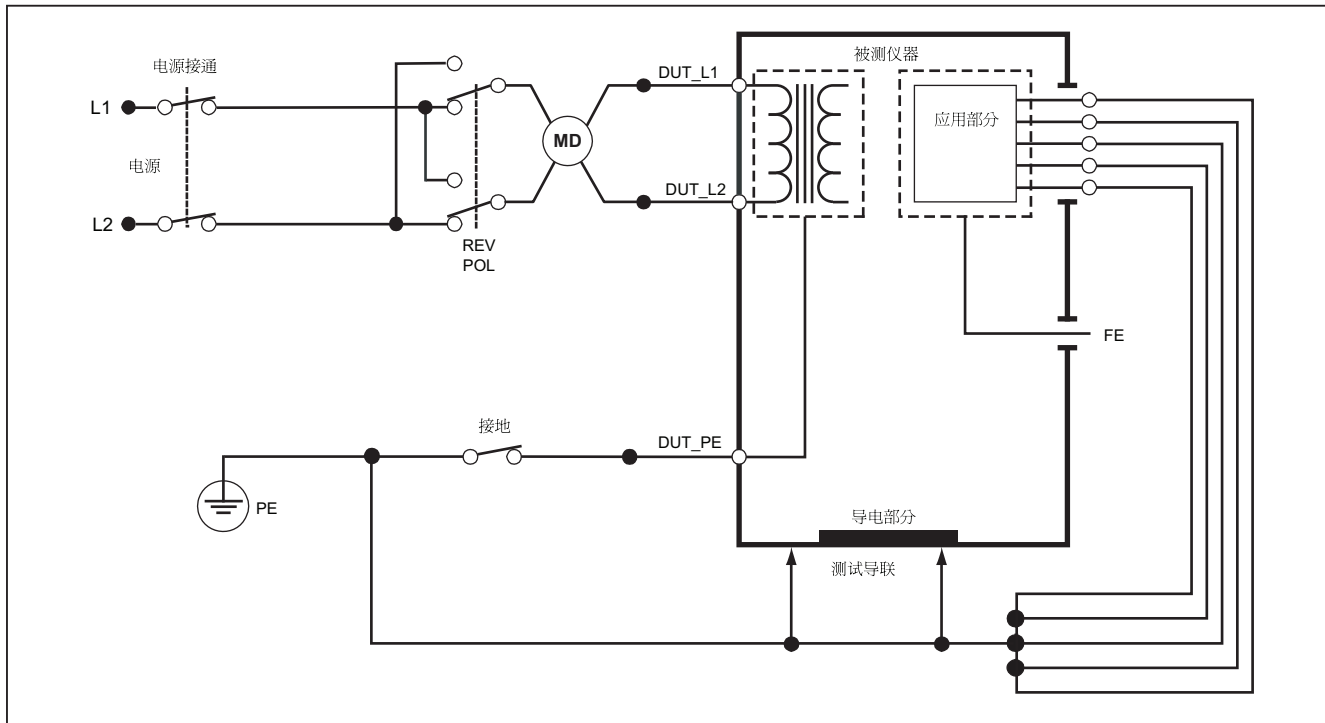 电源接通
L1
电源
L2
REV
POL
MD
DUT_L1
DUT_L2
被测仪器
应用部分
FE
接地
DUT_PE
PE
导电部分
测试导联